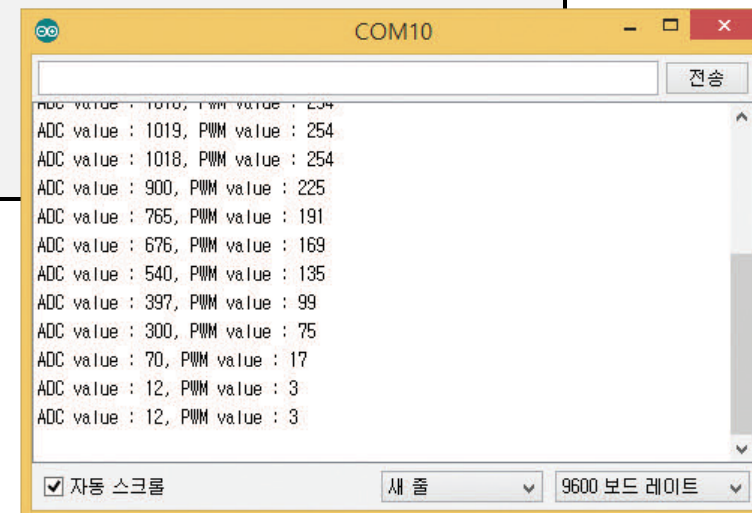 COM10
전송
ADC value : 1019, PWM value : 254
ADC value : 1018, PWM value : 254
ADC value : 900, PWM value : 225
ADC value : 765, PWM value : 191
ADC value : 676, PWM value : 169
ADC value : 540, PWM value : 135
ADC value : 397, PWM value : 99
ADC value : 300, PWM value : 75
ADC value : 70, PWM value : 17
ADC value : 12, PWM value : 3
ADC value : 12, PWM value : 3
자동 스크롤
새 줄
9600 보드 레이트